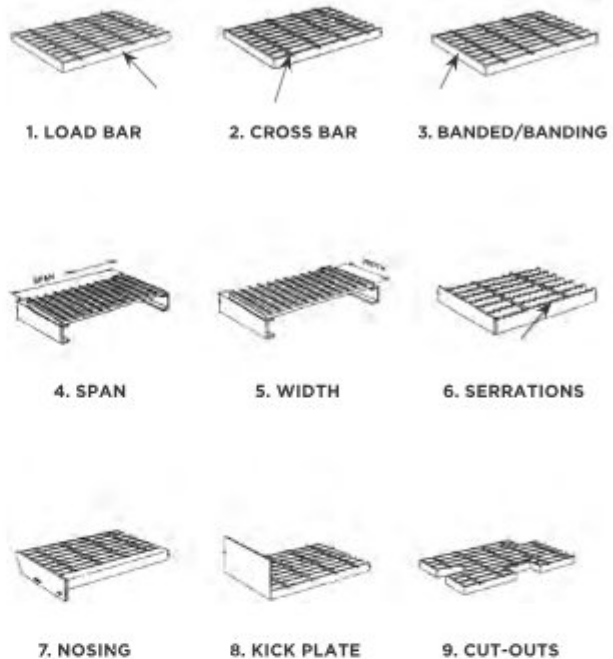 1. LOAD BAR
2. CROSS BAR
3. BANDED/BANDING
SPAN
WIDTH
4. SPAN
5. WIDTH
6. SERRATIONS
7. NOSING
8. KICK PLATE
9. CUT-OUTS